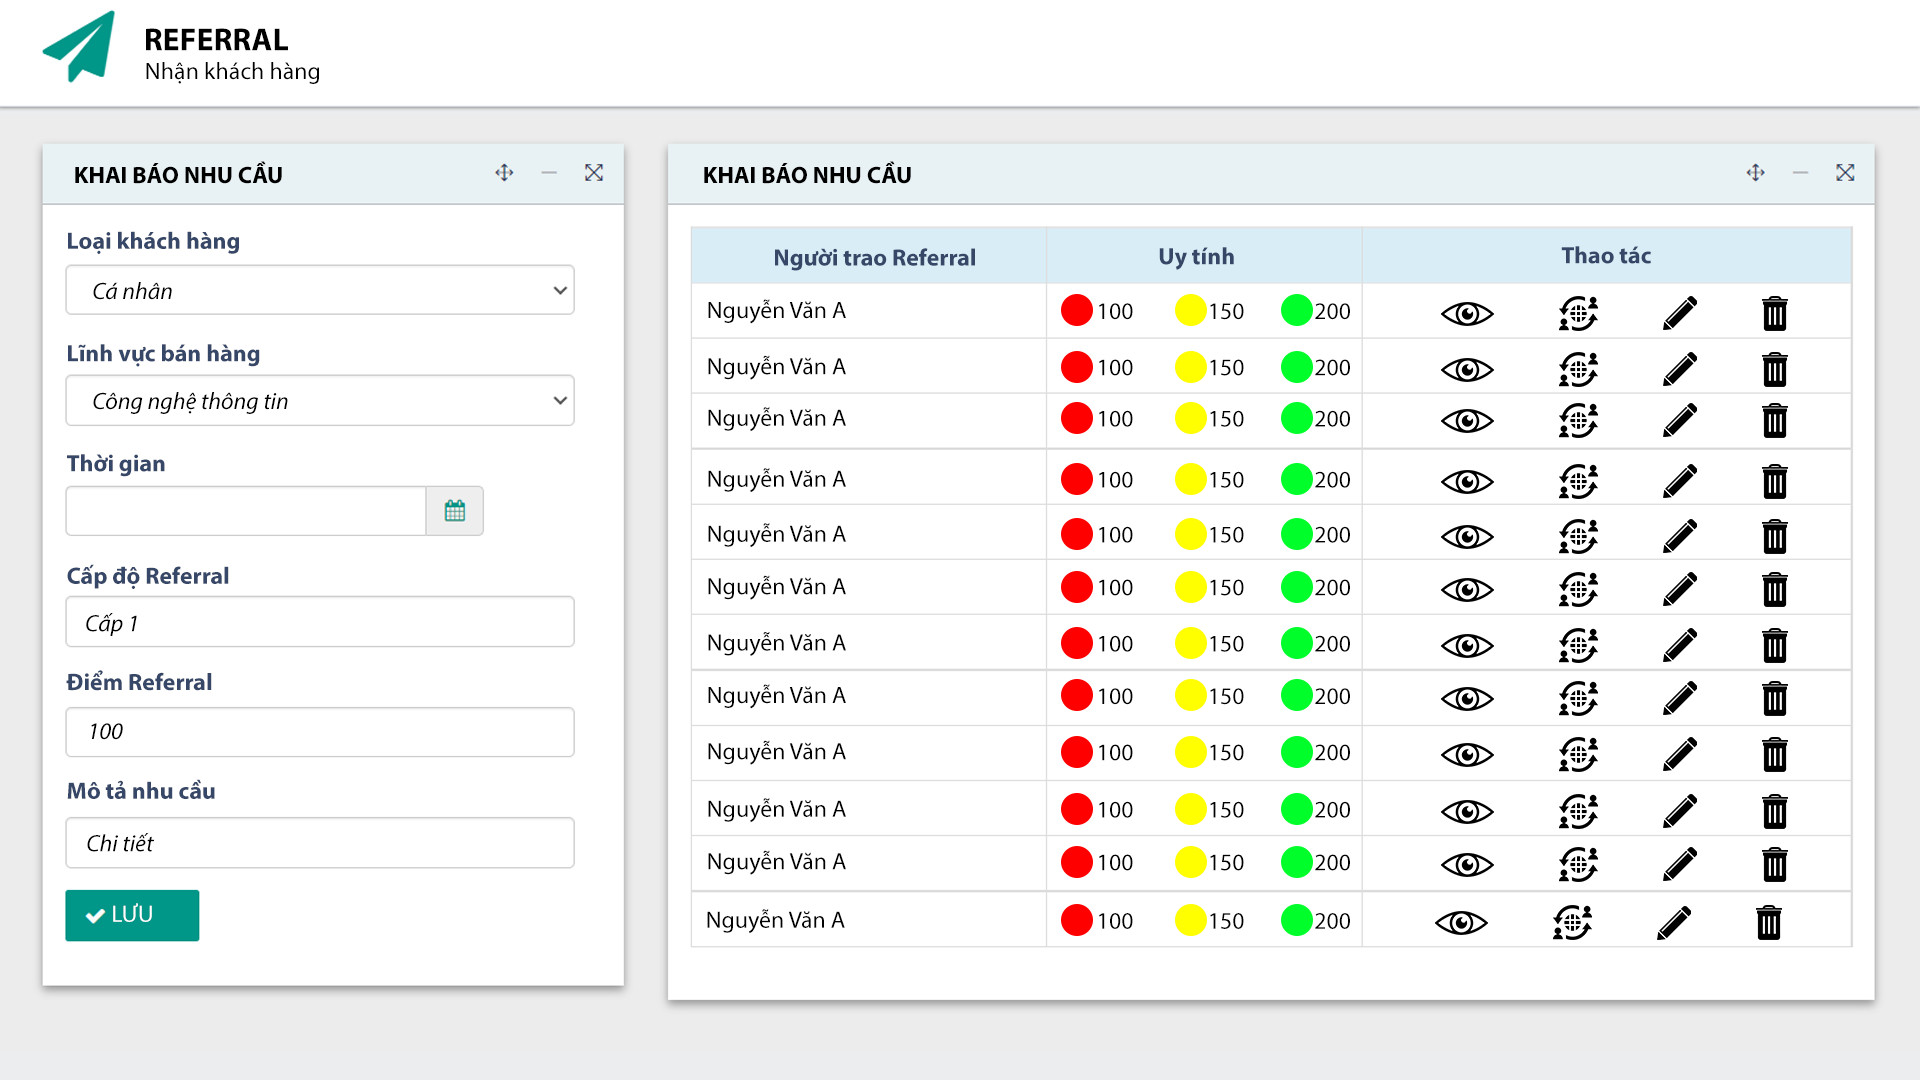 REFERRAL
Nhận khách hàng
KHAI BÁO NHU CẦU
Loại khách hàng
Cá nhân
Lĩnh vực bán hàng
Công nghệ thông tin
Thời gian
Cấp độ Referral
Cấp 1
Điểm Referral
100
Mô tả nhu cầu
Chi tiết
LƯU
KHAI BÁO NHU CẦU
Người trao Referral Uy tính Thao tác
Nguyễn Văn A 100 150 200
Nguyễn Văn A 100 150 200
Nguyễn Văn A 100 150 200
Nguyễn Văn A 100 150 200
Nguyễn Văn A 100 150 200
Nguyễn Văn A 100 150 200
Nguyễn Văn A 100 150 200
Nguyễn Văn A 100 150 200
Nguyễn Văn A 100 150 200
Nguyễn Văn A 100 150 200
Nguyễn Văn A 100 150 200
Nguyễn Văn A 100 150 200